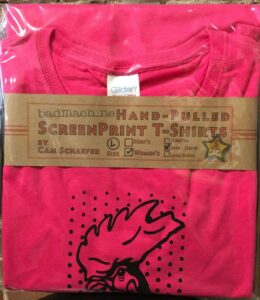 Gildan
badMachine HAND-PULLED
SCREENPRINT T-SHIRTS
BY
CAM SCHAEFER
L
SIZE
MEN'S
WOMEN'S